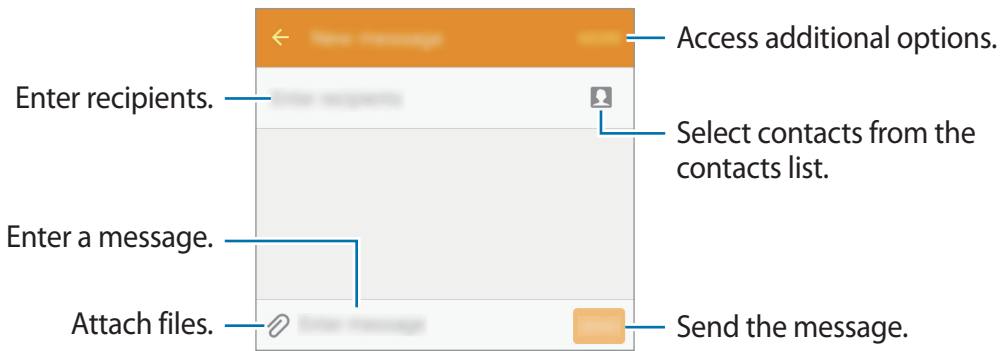 Access additional options.
Enter recipients.
Select contacts from the
contacts list.
Enter a message.
Attach files.
Send the message.